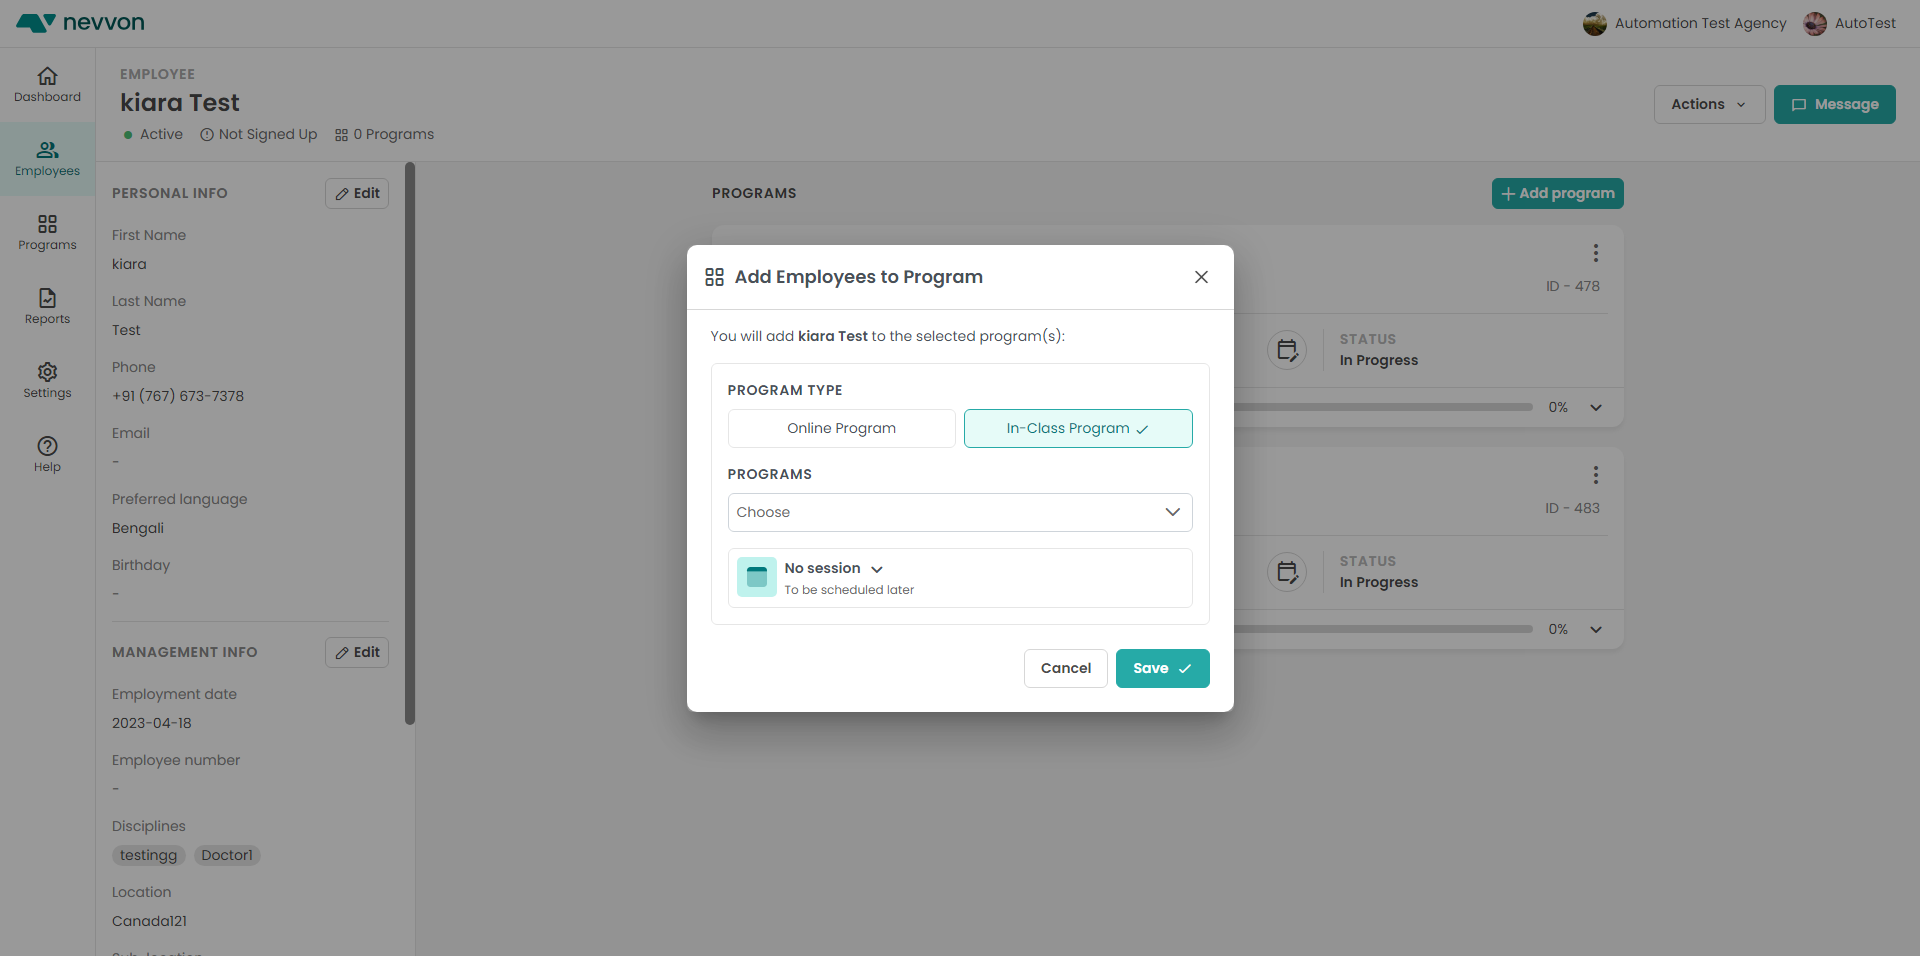 nevvon
Automation Test Agency
AutoTest
Dashboard
Employees
Programs
Reports
Settings
Help
EMPLOYEE
kiara Test
Active
Not Signed Up
0 Programs
Actions
Message
PERSONAL INFO
Edit
First Name
kiara
Last Name
Test
Phone
+91 (767) 673-7378
Email
-
Preferred language
Bengali
Birthday
-
MANAGEMENT INFO
Edit
Employment date
2023-04-18
Employee number
-
Disciplines
testingg
Doctor1
Location
Canada121
PROGRAMS
+ Add program
ID - 478
STATUS
In Progress
0%
ID - 483
STATUS
In Progress
0%
Add Employees to Program
You will add kiara Test to the selected program(s):
PROGRAM TYPE
Online Program
In-Class Program
PROGRAMS
Choose
No session
To be scheduled later
Cancel
Save